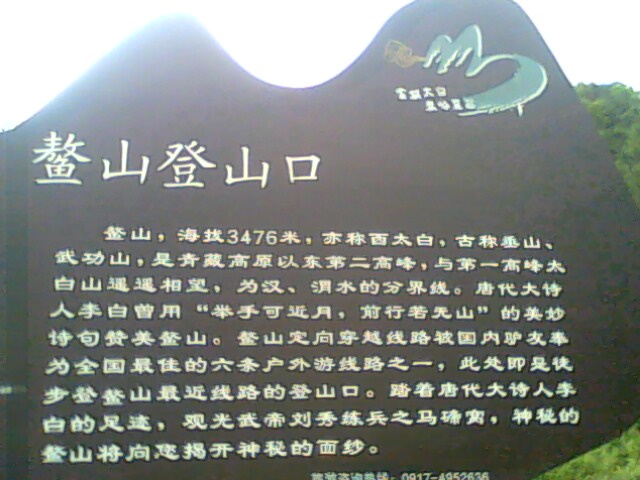 鳌山登山口
鳌山，海拔3476米，亦称西太白，古称垂山、
武功山，是青藏高原以东第二高峰，与第一高峰太
白山遥遥相望，为汉、渭水的分界线。唐代大诗
人李白曾用“举手可近月，前行若无山”的美妙
诗句赞美鳌山。鳌山定向穿越线路被国内驴友奉
为全国最佳的六条户外游线路之一，此处即是徒
步登鳌山最近线路的登山口。踏着唐代大诗人李
白的足迹，观光武帝刘秀练兵之马蹄窝，神秘的
鳌山将向您揭开神秘的面纱。
旅游咨询热线：0917-4952636